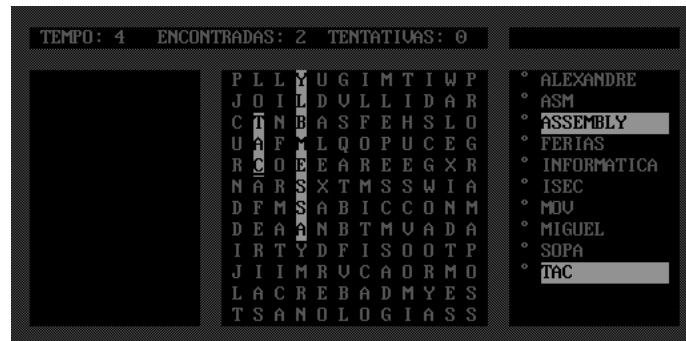 TEMPO: 4 ENCONTRADAS: 2 TENTATIVAS: 0
P L L Y U G I M T I W P
J O I L D V L L I D A R
C T N B A S F E H S L O
U A F M L Q O P U C E G
R C O E E A R E E G X R
N A R S X T M S S W I A
D F M S A B I C C O N M
D E A A N B T M V A D A
I R T Y D F I S O O T P
J I I M R V C A O R M O
L A C R E B A D M Y E S
T S A N O L O G I A S S
° ALEXANDRE
° ASM
° ASSEMBLY
° FERIAS
° INFORMATICA
° ISEC
° MOV
° MIGUEL
° SOPA
° TAC